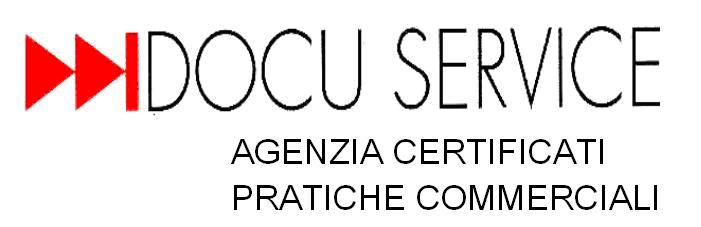 DOCU SERVICE
AGENZIA CERTIFICATI
PRATICHE COMMERCIALI